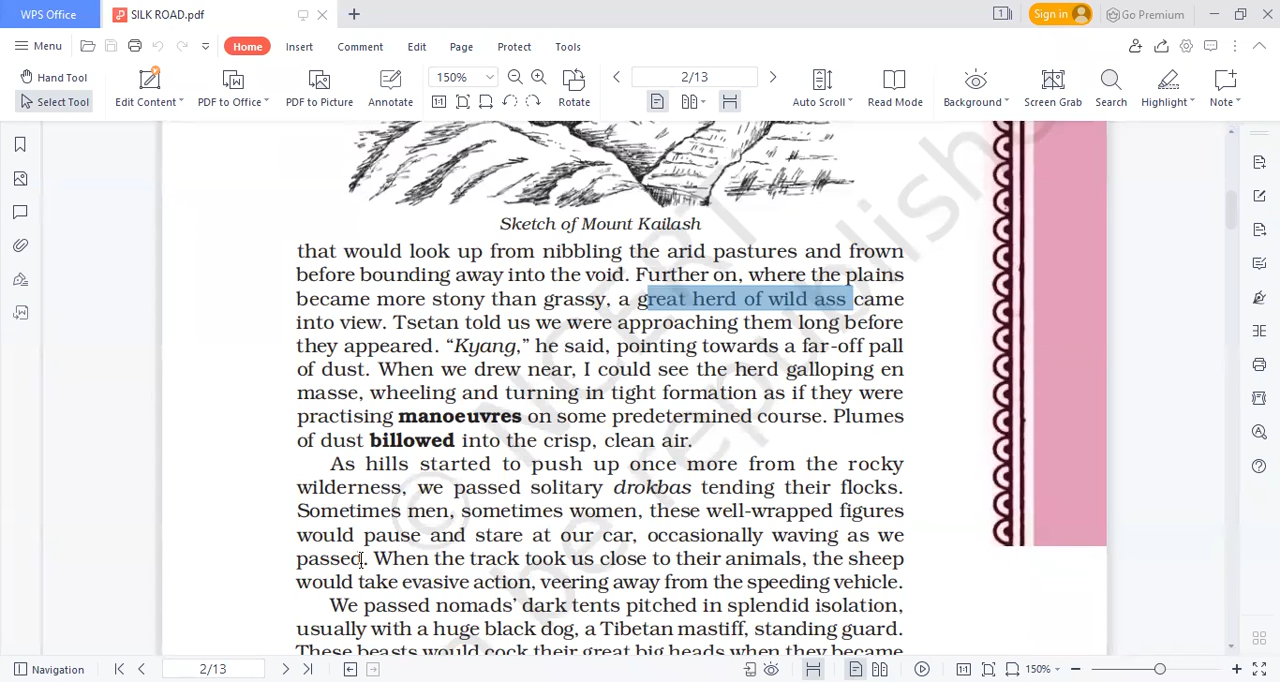 WPS Office
SILK ROAD.pdf
Sign in
Go Premium
Menu
Home
Insert
Comment
Edit
Page
Protect
Tools
Hand Tool
Select Tool
Edit Content
PDF to Office
PDF to Picture
Annotate
150%
Rotate
2/13
Auto Scroll
Read Mode
Background
Screen Grab
Search
Highlight
Note
Sketch of Mount Kailash
that would look up from nibbling the arid pastures and frown
before bounding away into the void. Further on, where the plains
became more stony than grassy, a great herd of wild ass came
into view. Tsetan told us we were approaching them long before
they appeared. “Kyang,” he said, pointing towards a far-off pall
of dust. When we drew near, I could see the herd galloping en
masse, wheeling and turning in tight formation as if they were
practising manoeuvres on some predetermined course. Plumes
of dust billowed into the crisp, clean air.
As hills started to push up once more from the rocky
wilderness, we passed solitary drokbas tending their flocks.
Sometimes men, sometimes women, these well-wrapped figures
would pause and stare at our car, occasionally waving as we
passed. When the track took us close to their animals, the sheep
would take evasive action, veering away from the speeding vehicle.
We passed nomads’ dark tents pitched in splendid isolation,
usually with a huge black dog, a Tibetan mastiff, standing guard.
These beasts would cock their great big heads when they became
Navigation
2/13
150%